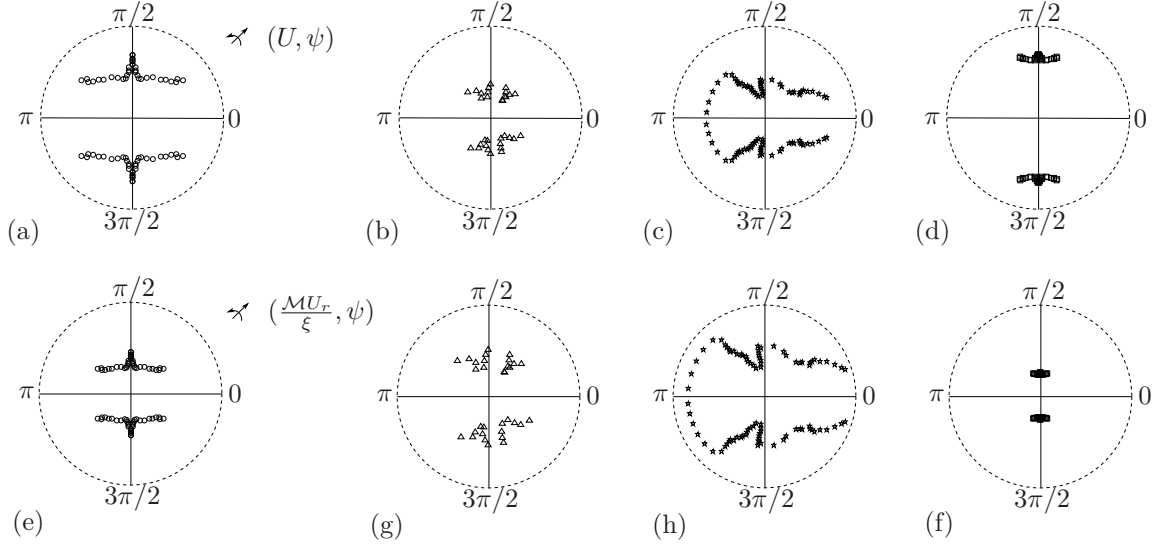 π/2 (U, ψ) π/2 π/2 π/2
π 0 π 0 π 0 π 0
3π/2 3π/2 3π/2 3π/2
(a) (b) (c) (d)
π/2 (ℳU_r/ξ, ψ) π/2 π/2 π/2
π 0 π 0 π 0 π 0
3π/2 3π/2 3π/2 3π/2
(e) (g) (h) (f)